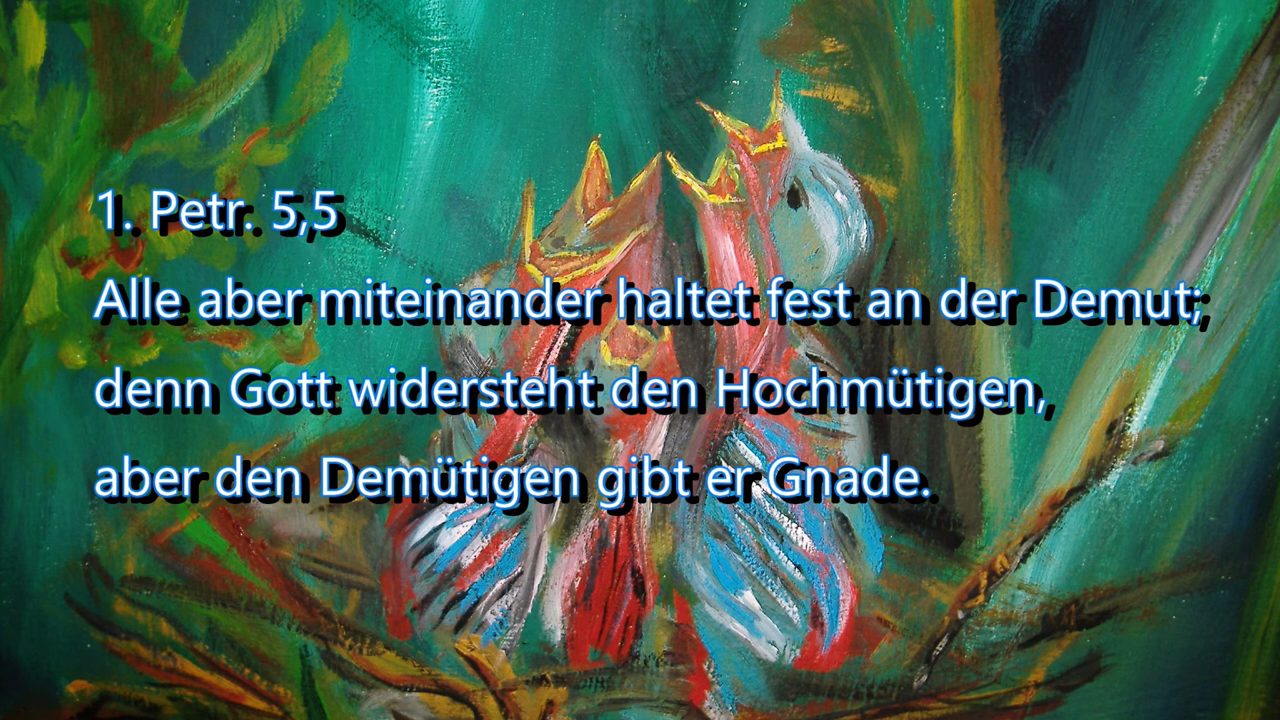 1. Petr. 5,5
Alle aber miteinander haltet fest an der Demut;
denn Gott widersteht den Hochmütigen,
aber den Demütigen gibt er Gnade.